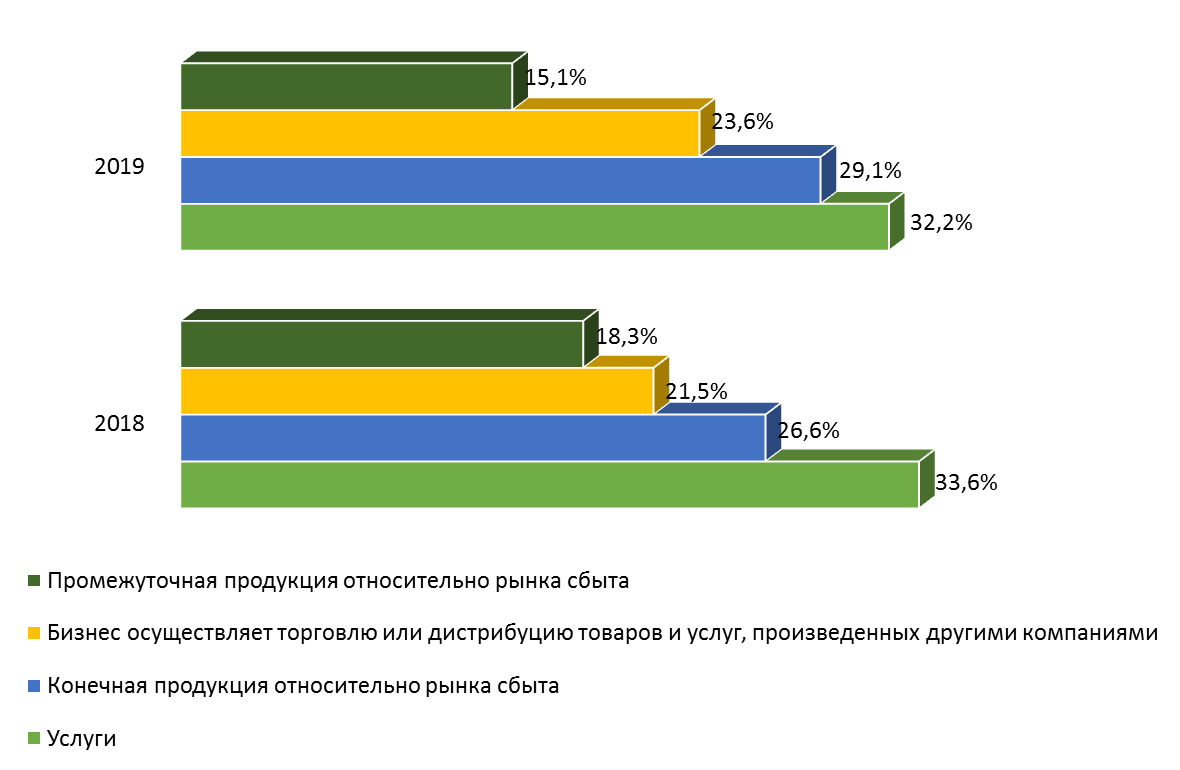 15,1%
23,6%
2019
29,1%
32,2%
18,3%
21,5%
2018
26,6%
33,6%
Промежуточная продукция относительно рынка сбыта
Бизнес осуществляет торговлю или дистрибуцию товаров и услуг, произведенных другими компаниями
Конечная продукция относительно рынка сбыта
Услуги